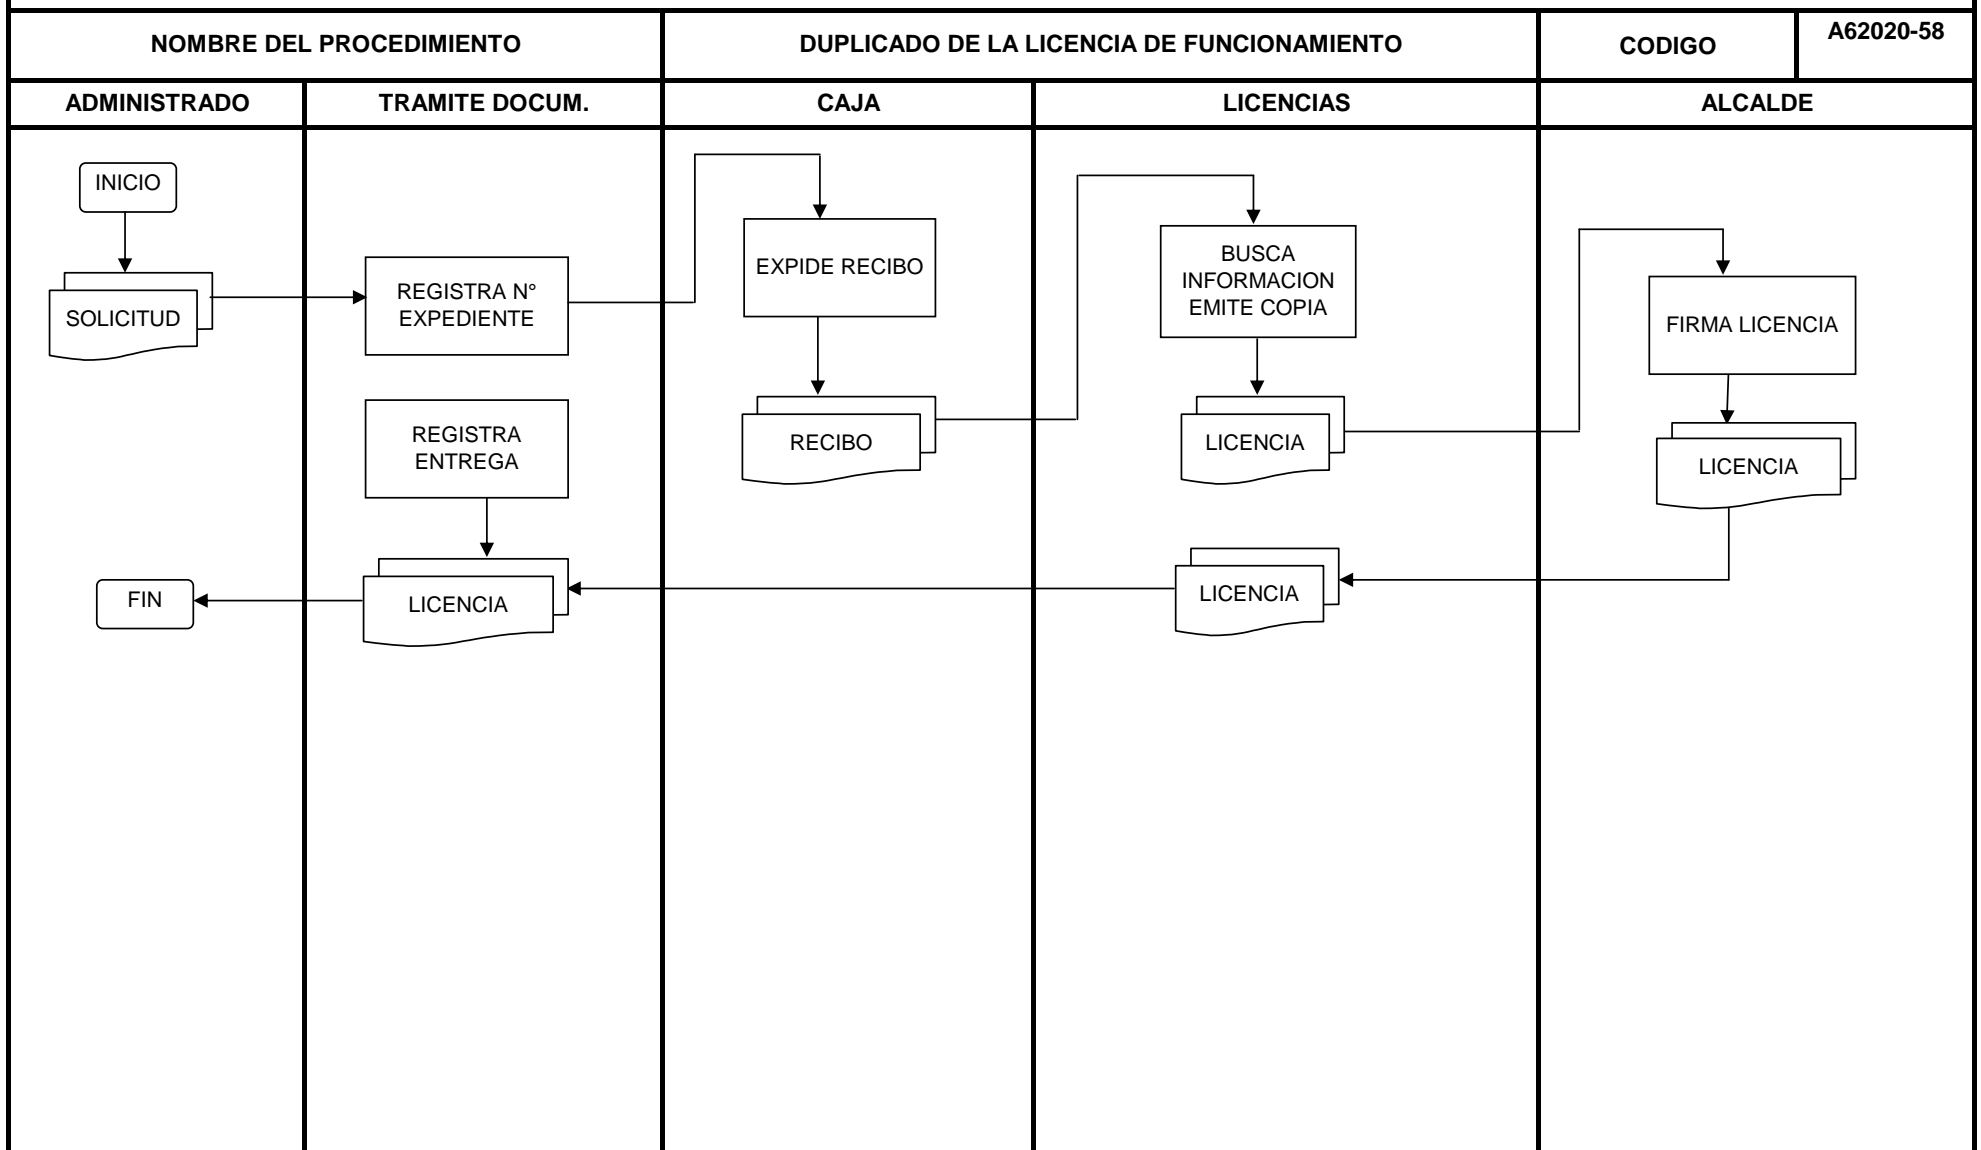 NOMBRE DEL PROCEDIMIENTO
DUPLICADO DE LA LICENCIA DE FUNCIONAMIENTO
CODIGO
A62020-58
ADMINISTRADO
TRAMITE DOCUM.
CAJA
LICENCIAS
ALCALDE
INICIO
SOLICITUD
REGISTRA N°
EXPEDIENTE
EXPIDE RECIBO
RECIBO
BUSCA
INFORMACION
EMITE COPIA
LICENCIA
FIRMA LICENCIA
LICENCIA
LICENCIA
REGISTRA
ENTREGA
LICENCIA
FIN